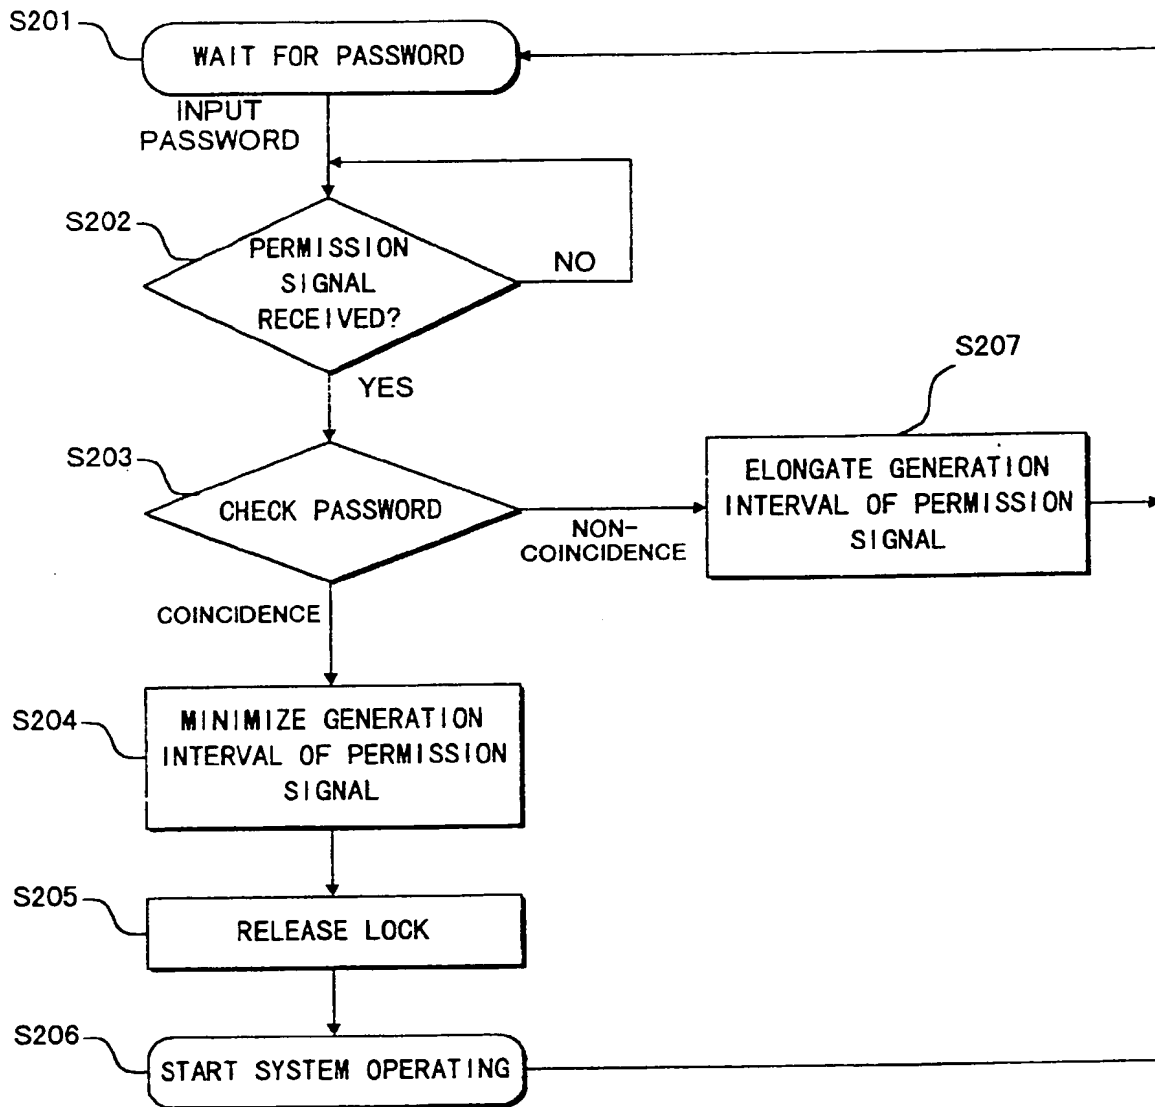 S201
WAIT FOR PASSWORD
INPUT
PASSWORD
S202
PERMISSION
SIGNAL
RECEIVED?
NO
YES
S203
CHECK PASSWORD
NON-
COINCIDENCE
S207
ELONGATE GENERATION
INTERVAL OF PERMISSION
SIGNAL
COINCIDENCE
S204
MINIMIZE GENERATION
INTERVAL OF PERMISSION
SIGNAL
S205
RELEASE LOCK
S206
START SYSTEM OPERATING